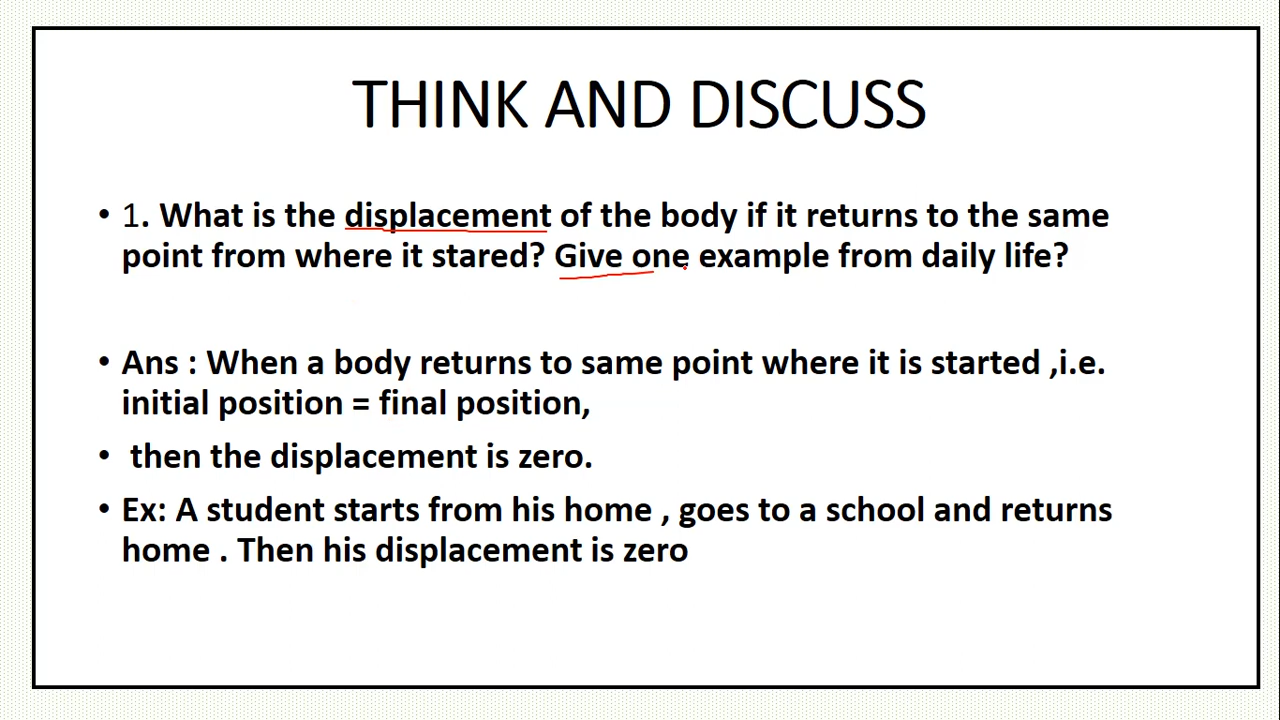 THINK AND DISCUSS
• 1. What is the displacement of the body if it returns to the same
point from where it stared? Give one example from daily life?
• Ans : When a body returns to same point where it is started ,i.e.
initial position = final position,
• then the displacement is zero.
• Ex: A student starts from his home , goes to a school and returns
home . Then his displacement is zero